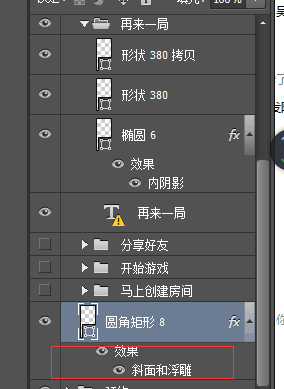 100%
再来一局
形状 380 拷贝
形状 380
椭圆 6 fx
效果
内阴影
T 再来一局
分享好友
开始游戏
马上创建房间
圆角矩形 8 fx
效果
斜面和浮雕